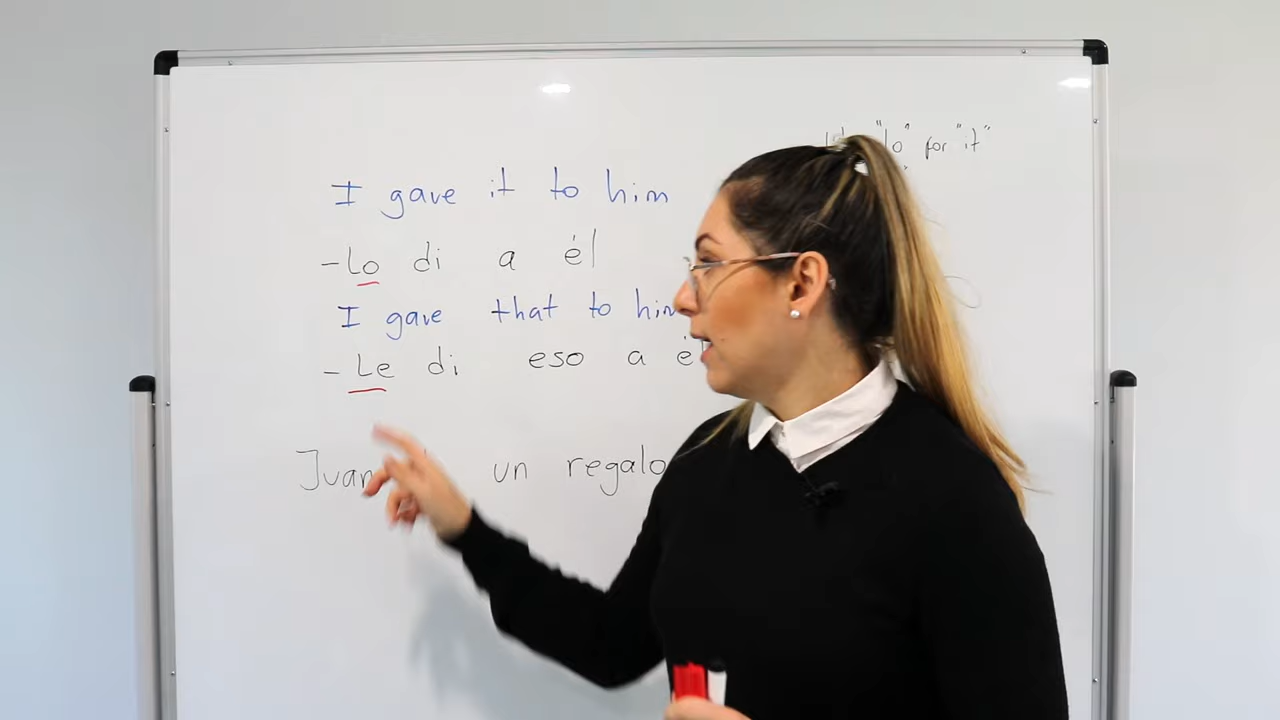 "lo" for "it"
I gave it to him
-Lo di a él
I gave that to him
- Le di eso a él
Juan un regalo